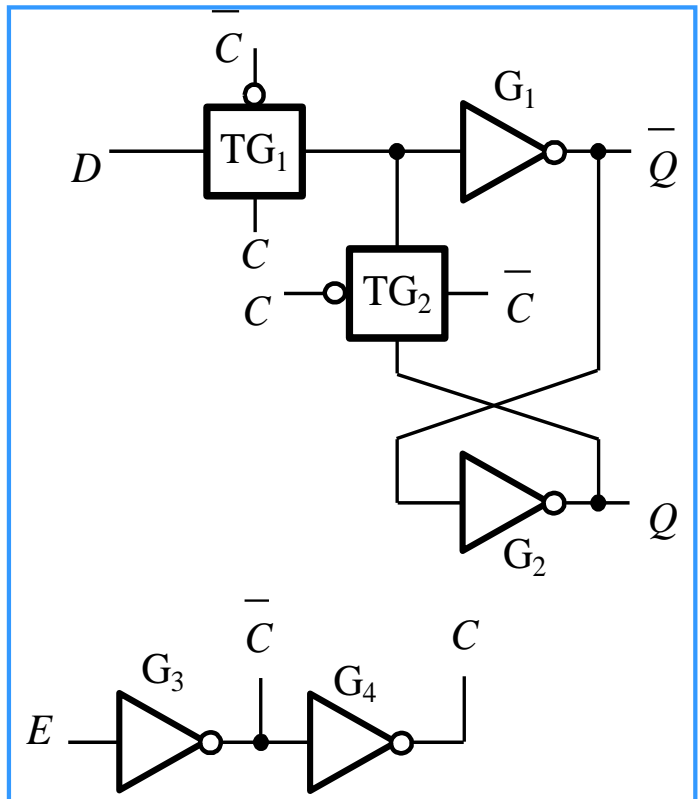 C̅
G₁
D TG₁ Q̅
C
C TG₂ C̅
Q
G₂
C̅ C
G₃ G₄
E